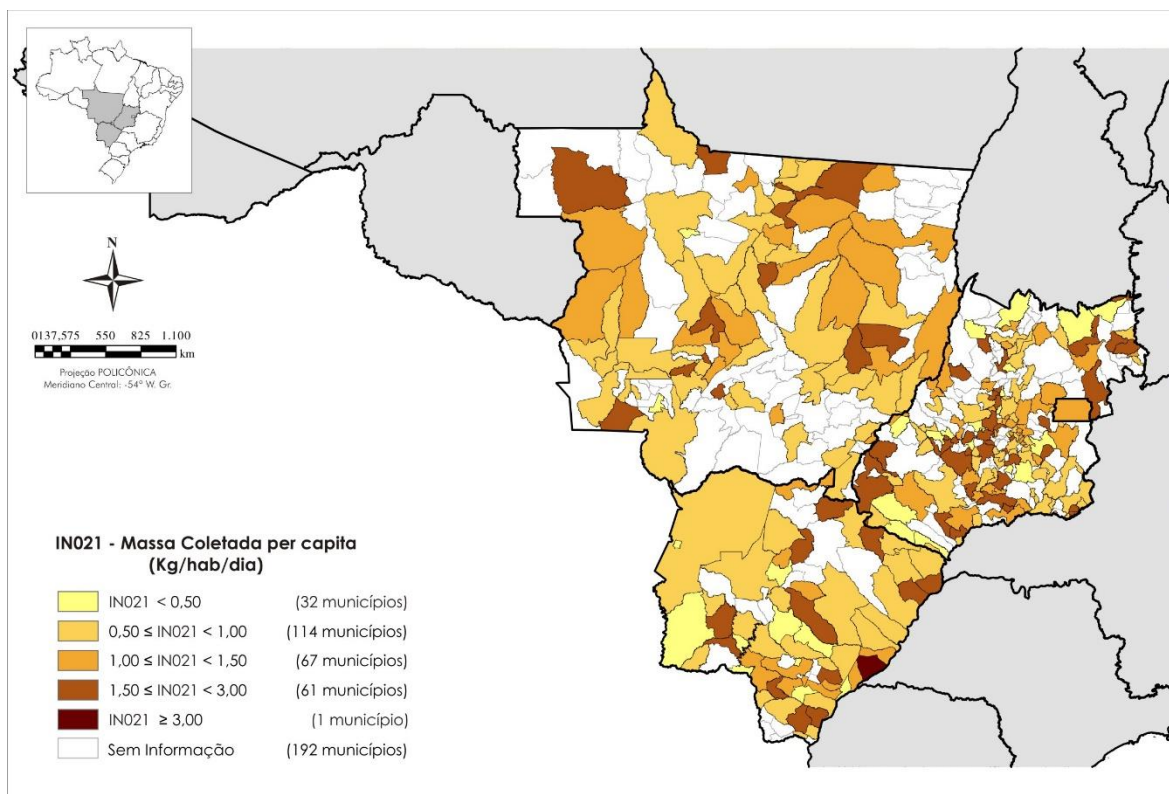 N
0137,575 550 825 1.100
km
Projeção POLICÔNICA
Meridiano Central: -54° W. Gr.
IN021 - Massa Coletada per capita
(Kg/hab/dia)
IN021 < 0,50 (32 municípios)
0,50 ≤ IN021 < 1,00 (114 municípios)
1,00 ≤ IN021 < 1,50 (67 municípios)
1,50 ≤ IN021 < 3,00 (61 municípios)
IN021 ≥ 3,00 (1 município)
Sem Informação (192 municípios)